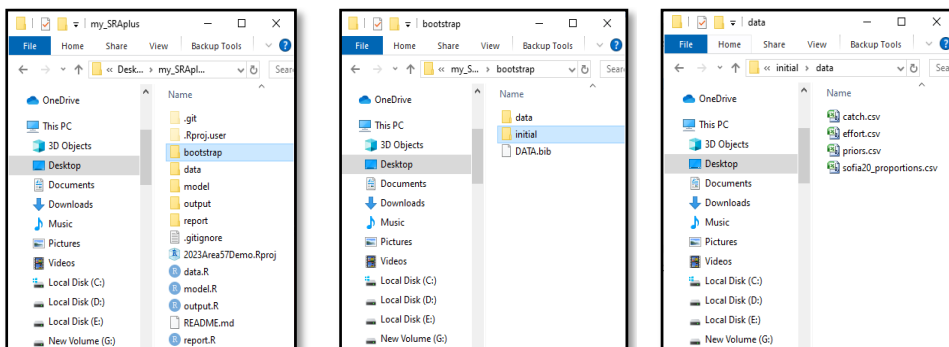 my_SRAplus
File Home Share View Backup Tools
« Desk... › my_SRApl...
Sear
OneDrive
This PC
3D Objects
Desktop
Documents
Downloads
Music
Pictures
Videos
Local Disk (C:)
Local Disk (D:)
Local Disk (E:)
New Volume (G:)
Name
.git
.Rproj.user
bootstrap
data
model
output
report
.gitignore
2023Area57Demo.Rproj
data.R
model.R
output.R
README.md
report.R
bootstrap
File Home Share View Backup Tools
« my_S... › bootstrap
Sear
OneDrive
This PC
3D Objects
Desktop
Documents
Downloads
Music
Pictures
Videos
Local Disk (C:)
Local Disk (D:)
Local Disk (E:)
New Volume (G:)
Name
data
initial
DATA.bib
data
File Home Share View Backup Tools
« initial › data
Sea
OneDrive
This PC
3D Objects
Desktop
Documents
Downloads
Music
Pictures
Videos
Local Disk (C:)
Local Disk (D:)
Local Disk (E:)
New Volume (G:)
Name
catch.csv
effort.csv
priors.csv
sofia20_proportions.csv